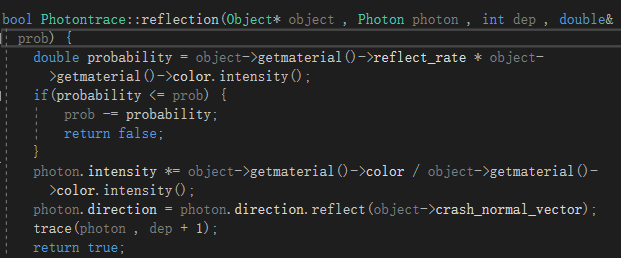 bool Photontrace::reflection(Object* object , Photon photon , int dep , double&
prob) {
double probability = object->getmaterial()->reflect_rate * object-
>getmaterial()->color.intensity();
if(probability <= prob) {
prob -= probability;
return false;
}
photon.intensity *= object->getmaterial()->color / object->getmaterial()-
>color.intensity();
photon.direction = photon.direction.reflect(object->crash_normal_vector);
trace(photon , dep + 1);
return true;